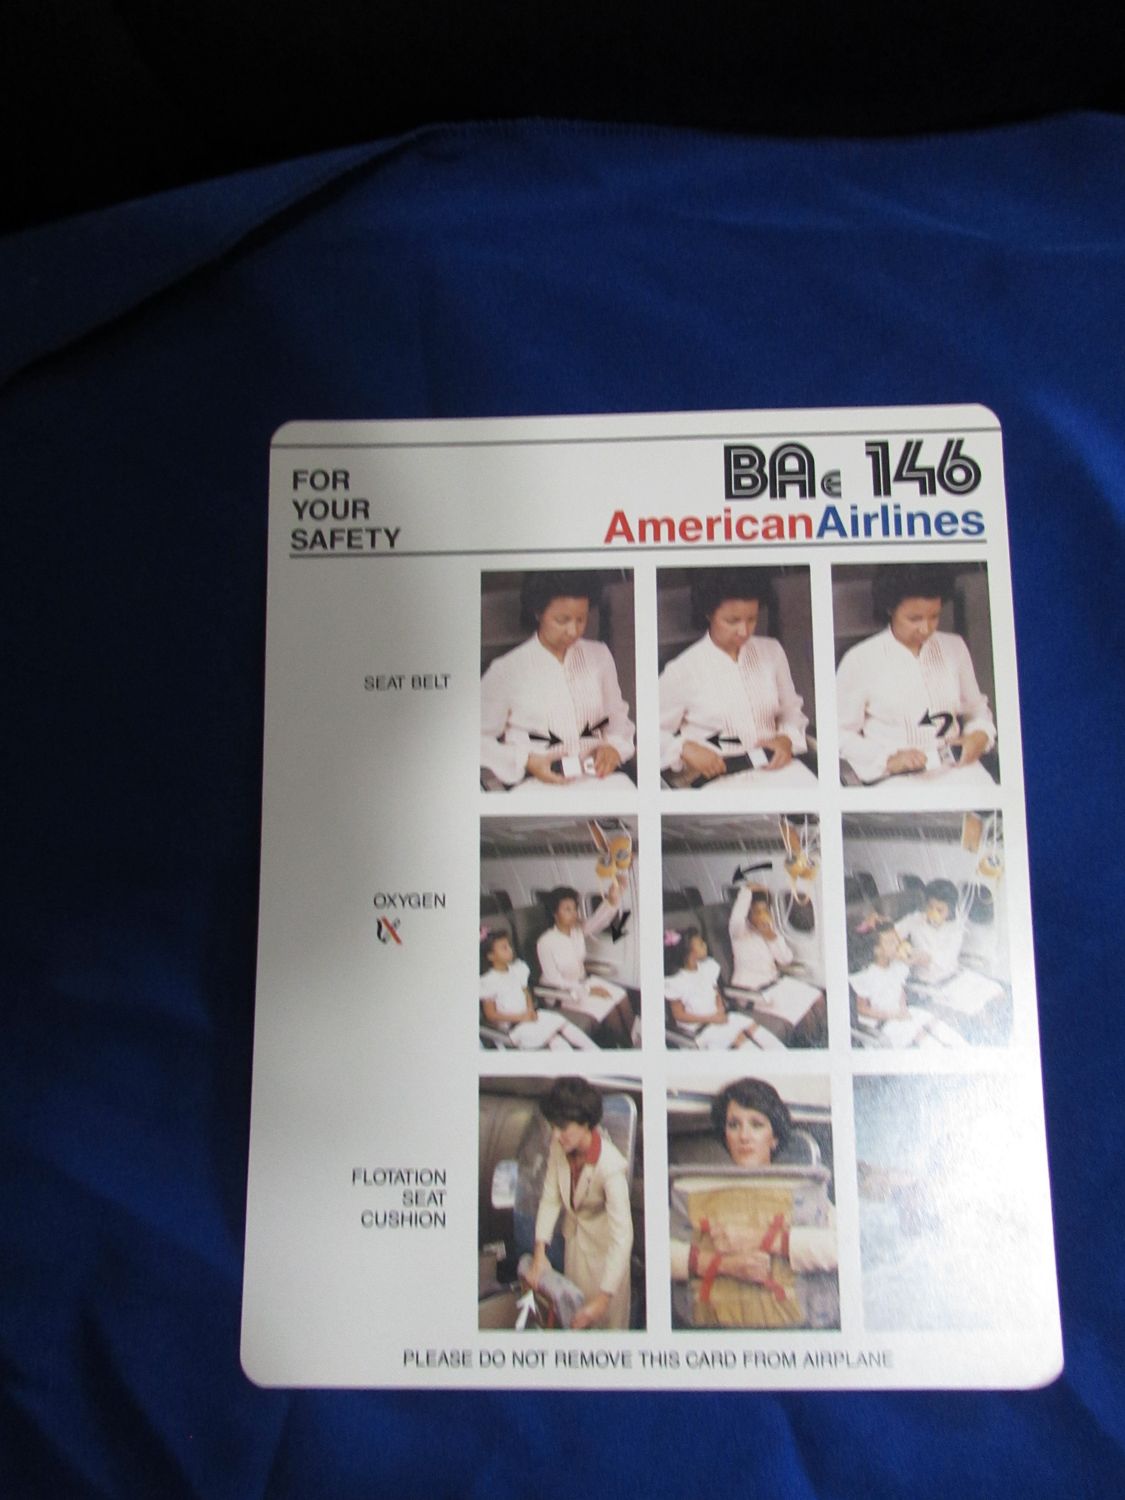 FOR
YOUR
SAFETY
BAe 146
AmericanAirlines
SEAT BELT
OXYGEN
FLOTATION
SEAT
CUSHION
PLEASE DO NOT REMOVE THIS CARD FROM AIRPLANE